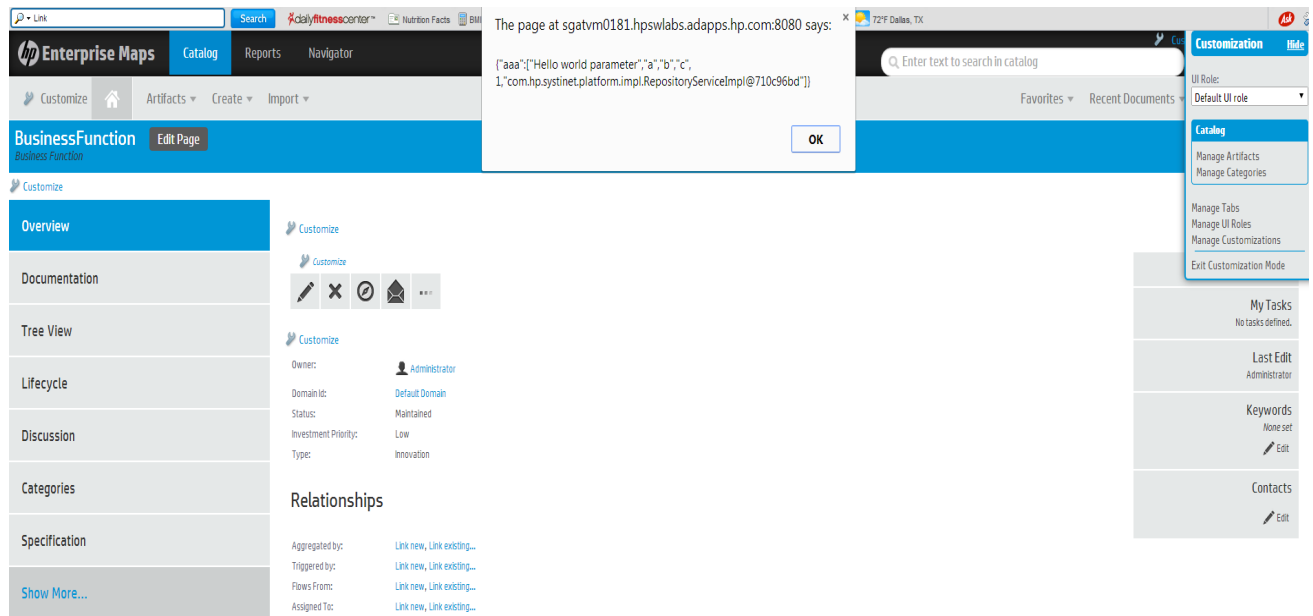 Link
Search
dailyfitnesscenter™
Nutrition Facts
BMI
72°F Dallas, TX
Ask
The page at sgatvm0181.hpswlabs.adapps.hp.com:8080 says:
x
{"aaa":["Hello world parameter","a","b","c",
1,"com.hp.systinet.platform.impl.RepositoryServiceImpl@710c96bd"]}
OK
hp Enterprise Maps
Catalog
Reports
Navigator
Enter text to search in catalog
Customization
Hide
UI Role:
Default UI role
Catalog
Manage Artifacts
Manage Categories
Manage Tabs
Manage UI Roles
Manage Customizations
Exit Customization Mode
Customize
Artifacts
Create
Import
Favorites
Recent Documents
BusinessFunction
Edit Page
Business Function
Customize
Overview
Documentation
Tree View
Lifecycle
Discussion
Categories
Specification
Show More...
Customize
Customize
Customize
Owner: Administrator
Domain Id: Default Domain
Status: Maintained
Investment Priority: Low
Type: Innovation
Relationships
Aggregated by: Link new, Link existing...
Triggered by: Link new, Link existing...
Flows From: Link new, Link existing...
Assigned To: Link new, Link existing...
My Tasks
No tasks defined.
Last Edit
Administrator
Keywords
None set
Edit
Contacts
Edit